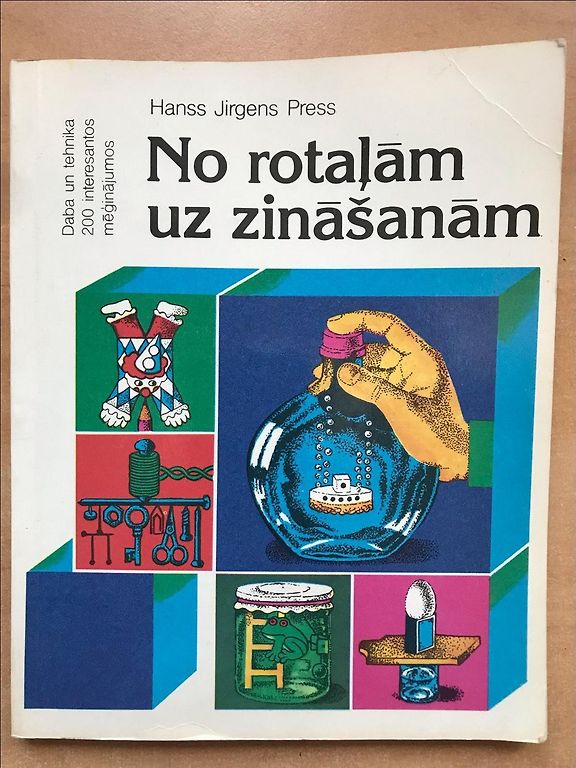 Hanss Jirgens Press
No rotaļām
uz zināšanām
Daba un tehnika
200 interesantos
mēģinājumos